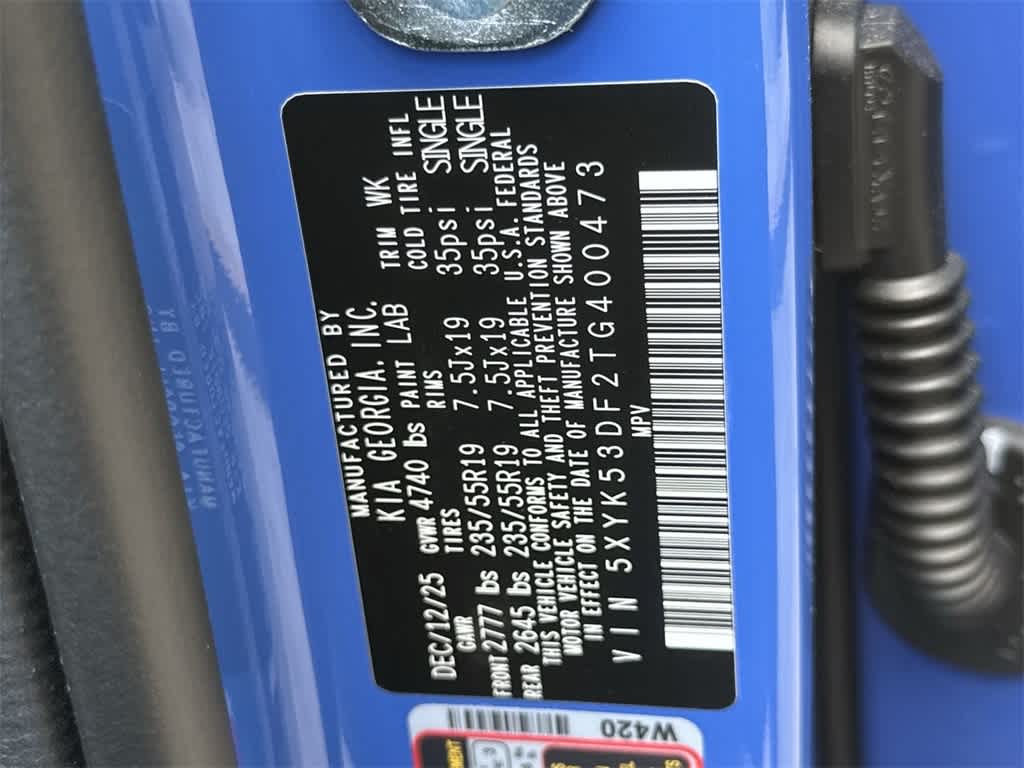 MANUFACTURED BY
KIA GEORGIA. INC.
DEC/12/25 GVWR 4740 lbs PAINT LAB TRIM WK
GAWR TIRES RIMS COLD TIRE INFL
FRONT 2777 lbs 235/55R19 7.5Jx19 35psi SINGLE
REAR 2645 lbs 235/55R19 7.5Jx19 35psi SINGLE
THIS VEHICLE CONFORMS TO ALL APPLICABLE U.S.A. FEDERAL
MOTOR VEHICLE SAFETY AND THEFT PREVENTION STANDARDS
IN EFFECT ON THE DATE OF MANUFACTURE SHOWN ABOVE
VIN 5XYK53DF2TG400473
MPV
W420